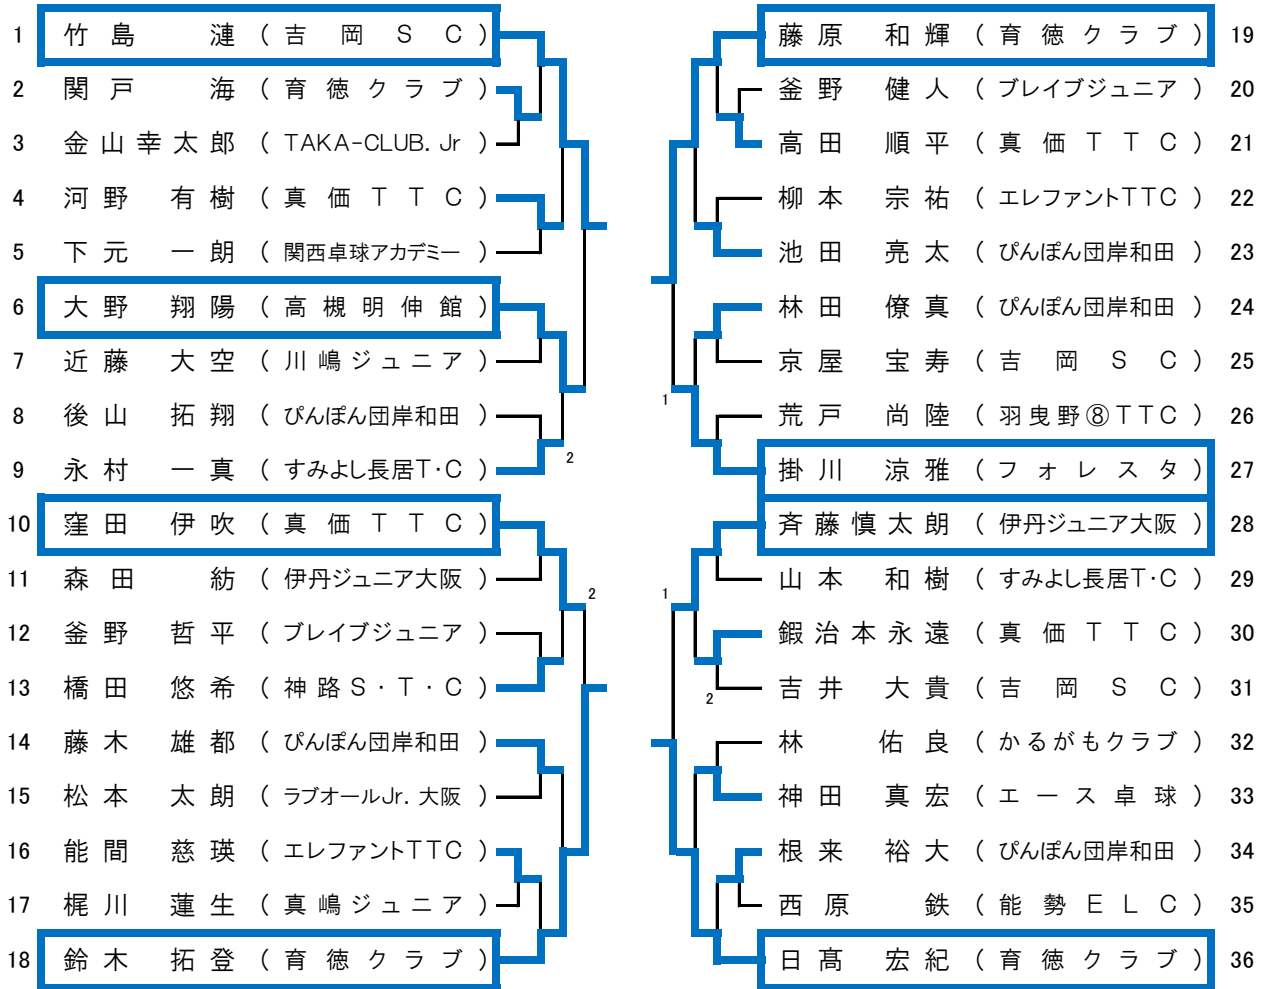 1 竹島 漣 (吉岡SC)
2 関戸 海 (育徳クラブ)
3 金山幸太郎 (TAKA-CLUB.Jr)
4 河野 有樹 (真価TTC)
5 下元 一朗 (関西卓球アカデミー)
6 大野 翔陽 (高槻明伸館)
7 近藤 大空 (川嶋ジュニア)
8 後山 拓翔 (ぴんぽん団岸和田)
9 永村 一真 (すみよし長居T・C)
2
10 窪田 伊吹 (真価TTC)
11 森田 紡 (伊丹ジュニア大阪)
2
12 釜野 哲平 (ブレイブジュニア)
13 橋田 悠希 (神路S・T・C)
14 藤木 雄都 (ぴんぽん団岸和田)
15 松本 太朗 (ラブオールJr.大阪)
16 能間 慈瑛 (エレファントTTC)
17 梶川 蓮生 (真嶋ジュニア)
18 鈴木 拓登 (育徳クラブ)
藤原 和輝 (育徳クラブ) 19
釜野 健人 (ブレイブジュニア) 20
高田 順平 (真価TTC) 21
柳本 宗祐 (エレファントTTC) 22
池田 亮太 (ぴんぽん団岸和田) 23
林田 僚真 (ぴんぽん団岸和田) 24
京屋 宝寿 (吉岡SC) 25
1
荒戸 尚陸 (羽曳野⑧TTC) 26
掛川 涼雅 (フォレスタ) 27
斉藤慎太朗 (伊丹ジュニア大阪) 28
山本 和樹 (すみよし長居T・C) 29
1
鍜治本永遠 (真価TTC) 30
吉井 大貴 (吉岡SC) 31
2
林 佑良 (かるがもクラブ) 32
神田 真宏 (エース卓球) 33
根来 裕大 (ぴんぽん団岸和田) 34
西原 鉄 (能勢ELC) 35
日髙 宏紀 (育徳クラブ) 36